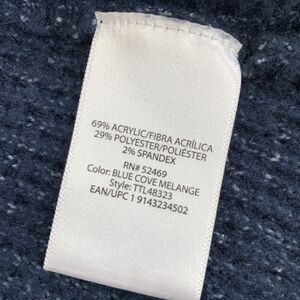 69% ACRYLIC/FIBRA ACRÍLICA
29% POLYESTER/POLIÉSTER
2% SPANDEX
RN# 52469
Color: BLUE COVE MELANGE
Style: TTL48323
EAN/UPC 1 9143234502